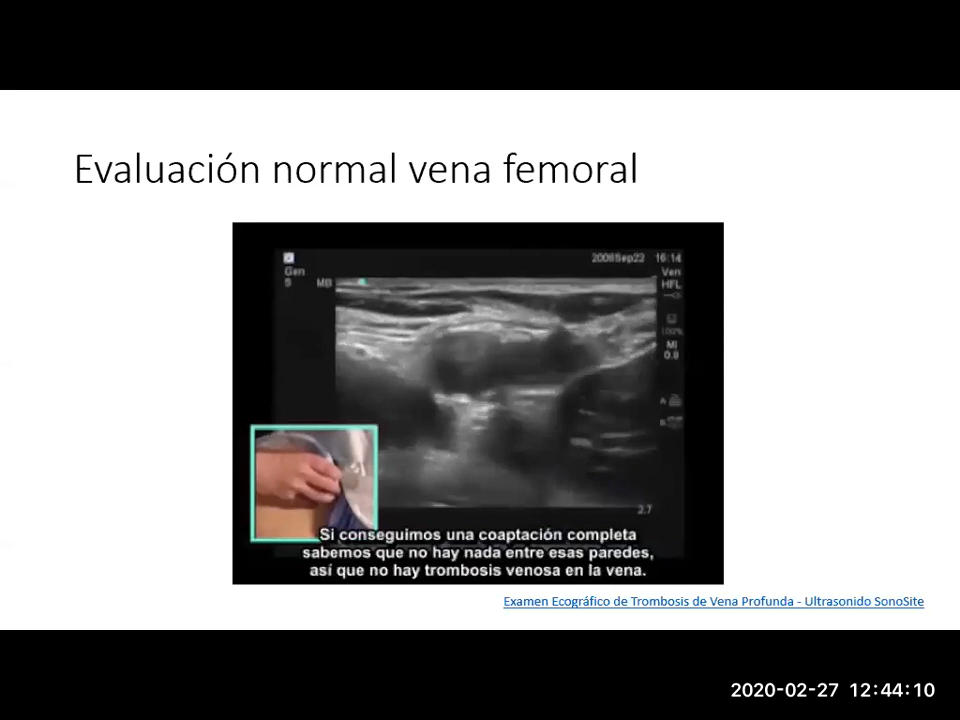 Evaluación normal vena femoral
2008Sep23 16:14
Gen
Ven
S MB
HFL
100%
MI
0.8
A
B
2.7
Si conseguimos una coaptación completa
sabemos que no hay nada entre esas paredes,
así que no hay trombosis venosa en la vena.
Examen Ecográfico de Trombosis de Vena Profunda - Ultrasonido SonoSite
2020-02-27 12:44:10